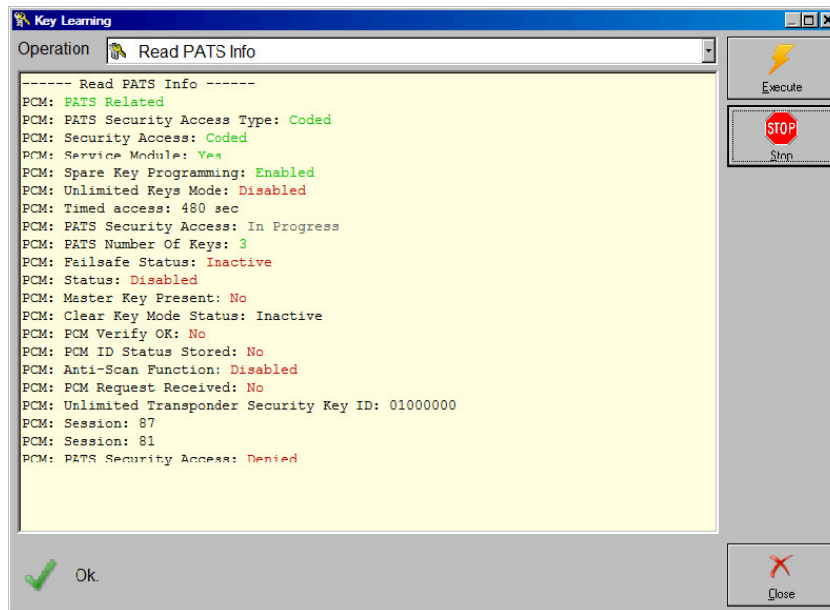 Key Learning
Operation Read PATS Info
------ Read PATS Info ------
PCM: PATS Related
PCM: PATS Security Access Type: Coded
PCM: Security Access: Coded
PCM: Service Module: Yes
PCM: Spare Key Programming: Enabled
PCM: Unlimited Keys Mode: Disabled
PCM: Timed access: 480 sec
PCM: PATS Security Access: In Progress
PCM: PATS Number Of Keys: 3
PCM: Failsafe Status: Inactive
PCM: Status: Disabled
PCM: Master Key Present: No
PCM: Clear Key Mode Status: Inactive
PCM: PCM Verify OK: No
PCM: PCM ID Status Stored: No
PCM: Anti-Scan Function: Disabled
PCM: PCM Request Received: No
PCM: Unlimited Transponder Security Key ID: 01000000
PCM: Session: 87
PCM: Session: 81
PCM: PATS Security Access: Denied
Execute
STOP
Stop
Ok.
Close